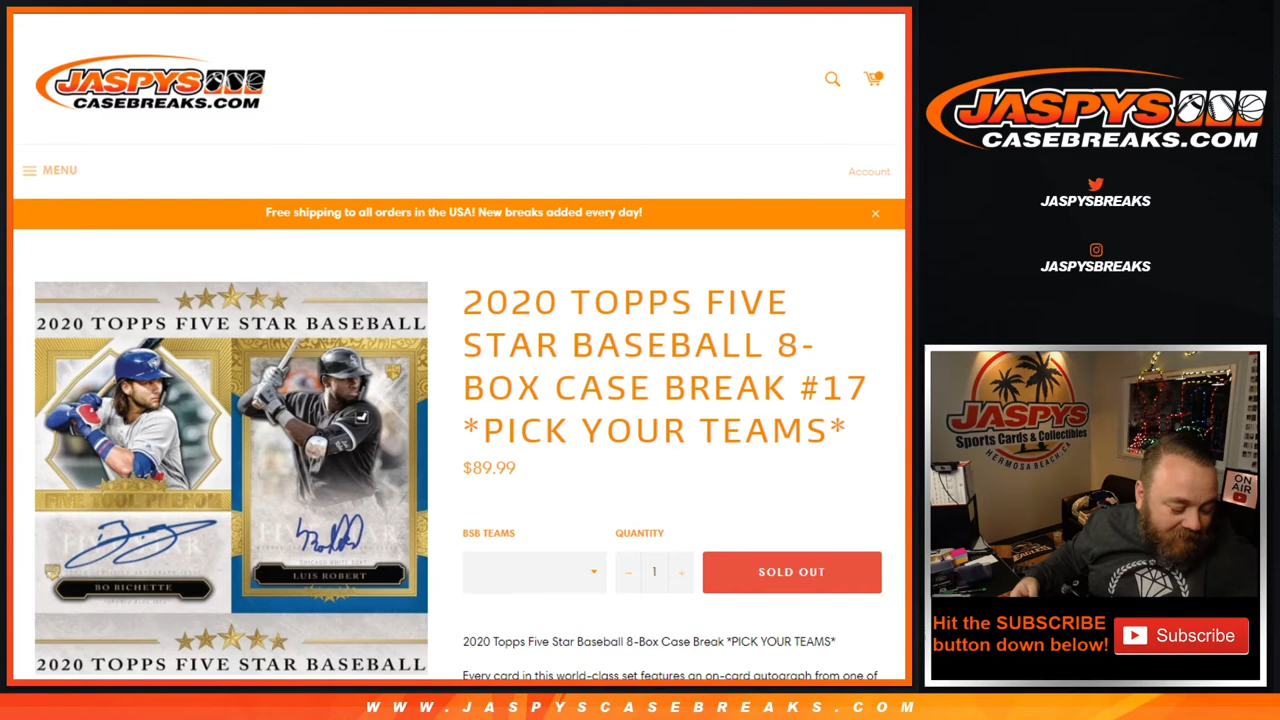 JASPYS
CASEBREAKS.COM
MENU
Account
Free shipping to all orders in the USA! New breaks added every day!
2020 TOPPS FIVE STAR BASEBALL
FIVE TOOL PHENOM
BO BICHETTE
LUIS ROBERT
2020 TOPPS FIVE STAR BASEBALL
2020 TOPPS FIVE
STAR BASEBALL 8-
BOX CASE BREAK #17
*PICK YOUR TEAMS*
$89.99
BSB TEAMS
QUANTITY
− 1 +
SOLD OUT
2020 Topps Five Star Baseball 8-Box Case Break *PICK YOUR TEAMS*
Every card in this world-class set features an on-card autograph from one of
JASPYS
CASEBREAKS.COM
JASPYSBREAKS
JASPYSBREAKS
JASPYS
Sports Cards & Collectibles
HERMOSA BEACH, CA
ON
AIR
Hit the SUBSCRIBE
button down below!
Subscribe
WWW.JASPYSCASEBREAKS.COM